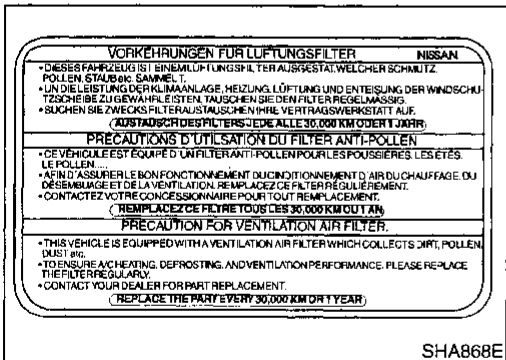 VORKEHRUNGEN FÜR LUFTUNGSFILTER NISSAN
• DIESES FAHRZEUG IST EINEM LUFTUNGSFILTER AUSGESTAT. WELCHER SCHMUTZ.
POLLEN, STAUB etc. SAMMELT.
• UN DIE LEISTUNG DER KLIMAANLAGE, HEIZUNG. LÜFTUNG UND ENTEISUNG DER WINDSCHU-
TZSCHEIBE ZU GEWÄHRLEISTEN, TAUSCHEN SIE DEN FILTER REGELMÄSSIG.
• SUCHEN SIE ZWECKS FILTERAUSTAUSCHEN IHRE VERTRAGSWERKSTATT AUF.
AUSTAUSCH DES FILTERS JEDE ALLE 30,000 KM ODER 1 JAHR
PRÉCAUTIONS D'UTILSATION DU FILTER ANTI-POLLEN
• CE VÉHICULE EST ÉQUIPÉ D'UN FILTER ANTI-POLLEN POUR LES POUSSIÈRES. LES ÉTÉS.
LE POLLEN....
• AFIN D'ASSURER LE BON FONCTIONNEMENT DU CINDITIONNEMENT D'AIR DU CHAUFFAGE. DU
DÉSEMBUAGE ET DE LA VENTILATION. REMPLACEZ CE FILTER RÉGULIÈREMENT.
• CONTACTEZ VOTRE CONCESSIONNAIRE POUR TOUT REMPLACEMENT.
REMPLACEZ CE FILTRE TOUS LES 30,000 KM OU 1 AN
PRECAUTION FOR VENTILATION AIR FILTER.
• THIS VEHICLE IS EQUIPPED WITH A VENTILATION AIR FILTER WHICH COLLECTS DIRT, POLLEN,
DUST etc.
• TO ENSURE A/C HEATING, DEFROSTING, AND VENTILATION PERFORMANCE. PLEASE REPLACE
THE FILTER REGULARLY.
• CONTACT YOUR DEALER FOR PART REPLACEMENT.
REPLACE THE PART EVERY 30,000 KM OR 1 YEAR
SHA868E